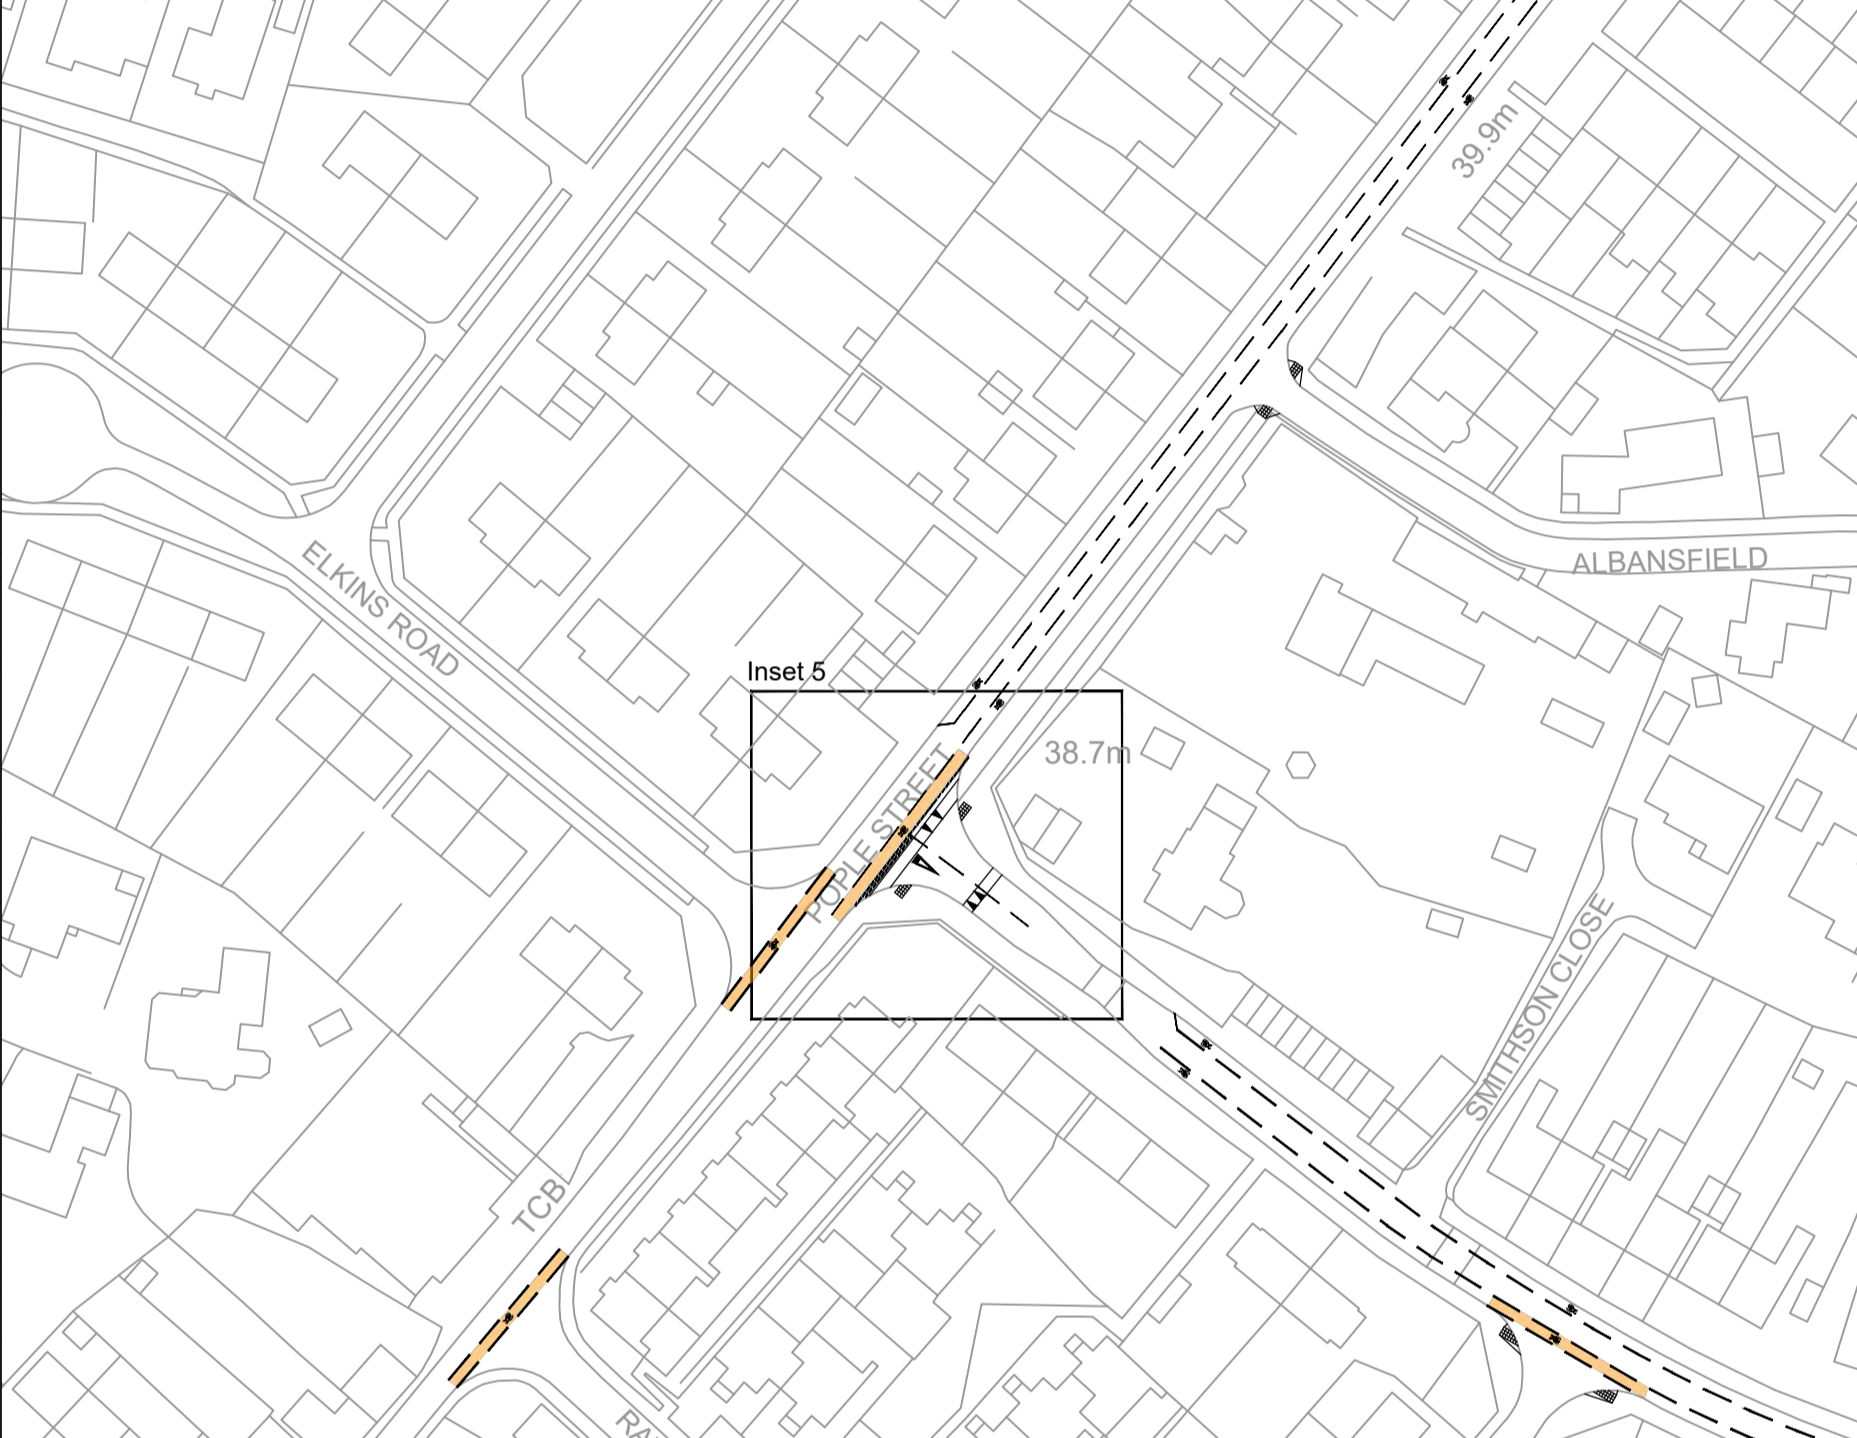 39.9m
ALBANSFIELD
ELKINS ROAD
Inset 5
38.7m
POPLE STREET
SMITHSON CLOSE
TCB